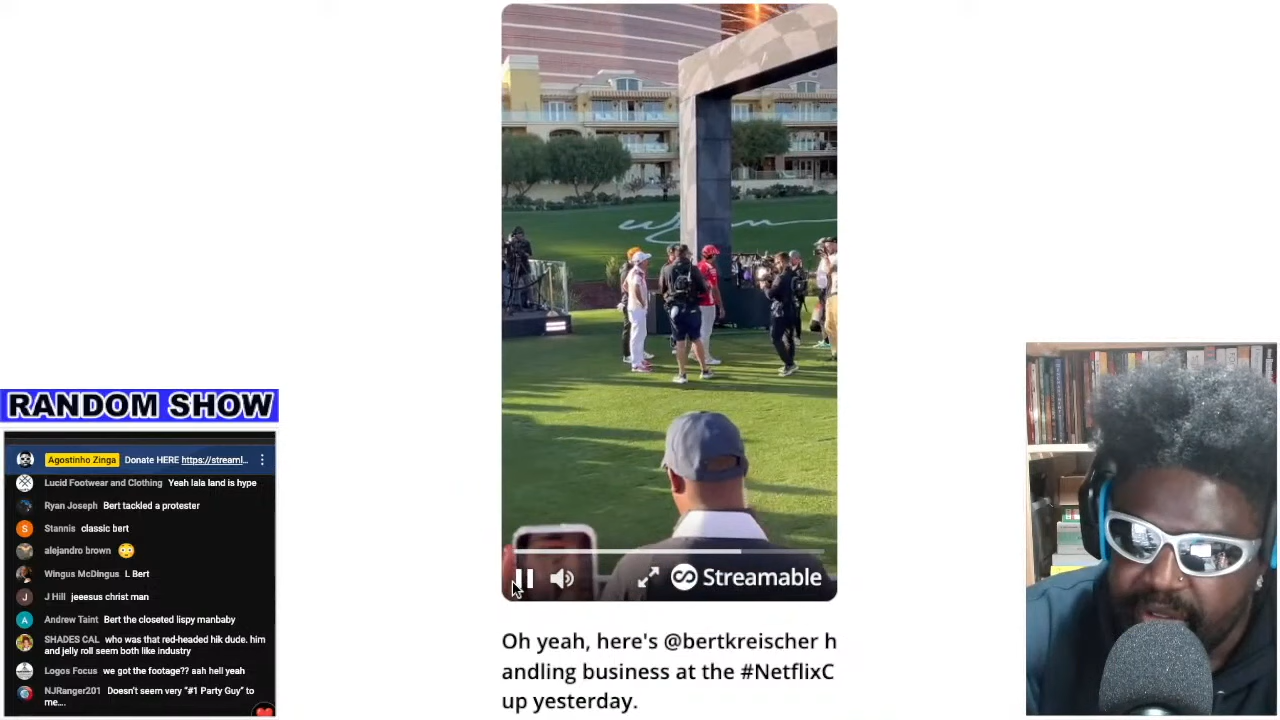 wynn
Streamable
Oh yeah, here's @bertkreischer h
andling business at the #NetflixC
up yesterday.
RANDOM SHOW
Agostinho Zinga Donate HERE https://streaml...
Lucid Footwear and Clothing Yeah lala land is hype
Ryan Joseph Bert tackled a protester
S Stannis classic bert
alejandro brown 😳
Wingus McDingus L Bert
J J Hill jeeesus christ man
A Andrew Taint Bert the closeted lispy manbaby
SHADES CAL who was that red-headed hik dude. him
and jelly roll seem both like industry
Logos Focus we got the footage?? aah hell yeah
NJRanger201 Doesn't seem very "#1 Party Guy" to
me....